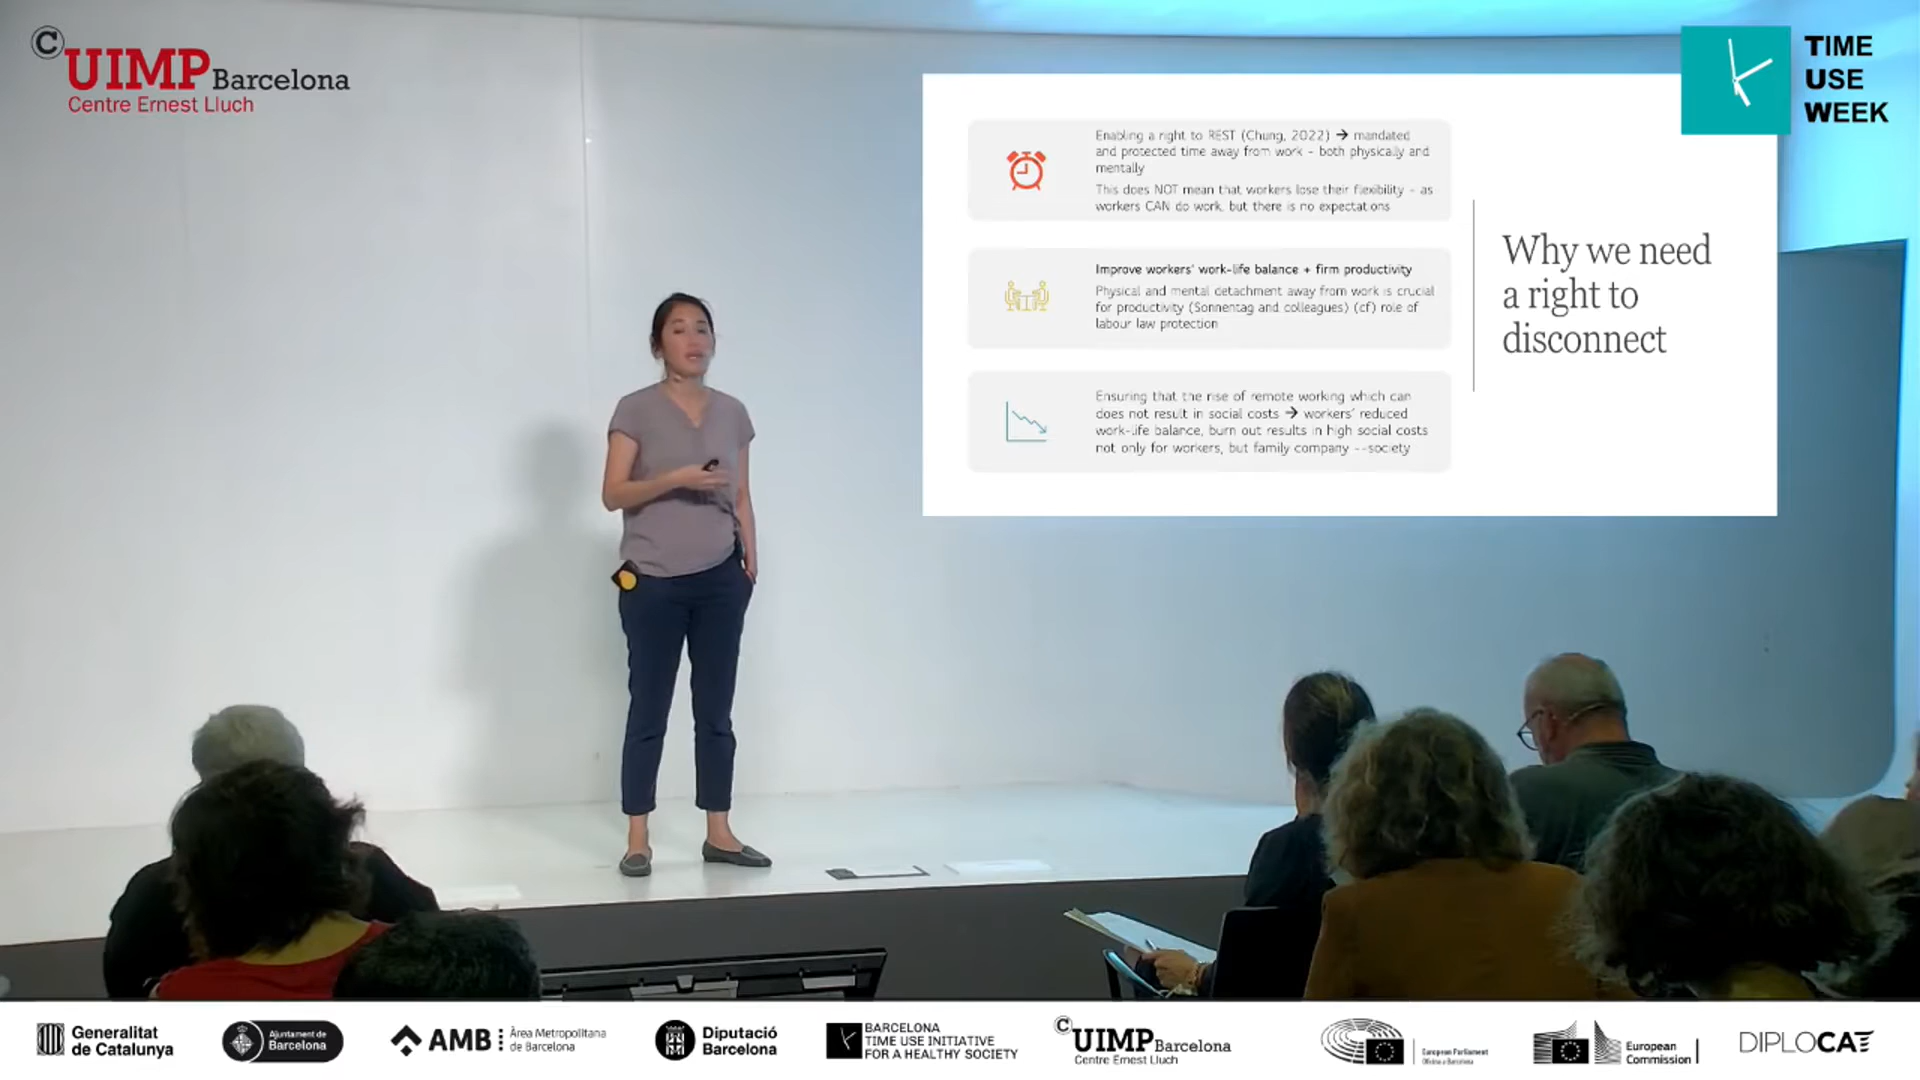 C
UIMP Barcelona
Centre Ernest Lluch
TIME
USE
WEEK
Enabling a right to REST (Chung, 2022) → mandated
and protected time away from work - both physically and
mentally
This does NOT mean that workers lose their flexibility - as
workers CAN do work, but there is no expectations
Improve workers' work-life balance + firm productivity
Physical and mental detachment away from work is crucial
for productivity (Sonnentag and colleagues) (cf) role of
labour law protection
Ensuring that the rise of remote working which can
does not result in social costs → workers' reduced
work-life balance, burn out results in high social costs
not only for workers, but family company --society
Why we need
a right to
disconnect
Generalitat
de Catalunya
Ajuntament de
Barcelona
AMB
Àrea Metropolitana
de Barcelona
Diputació
Barcelona
BARCELONA
TIME USE INITIATIVE
FOR A HEALTHY SOCIETY
C
UIMP Barcelona
Centre Ernest Lluch
European Parliament
Oficina a Barcelona
European
Commission
DIPLOCAT